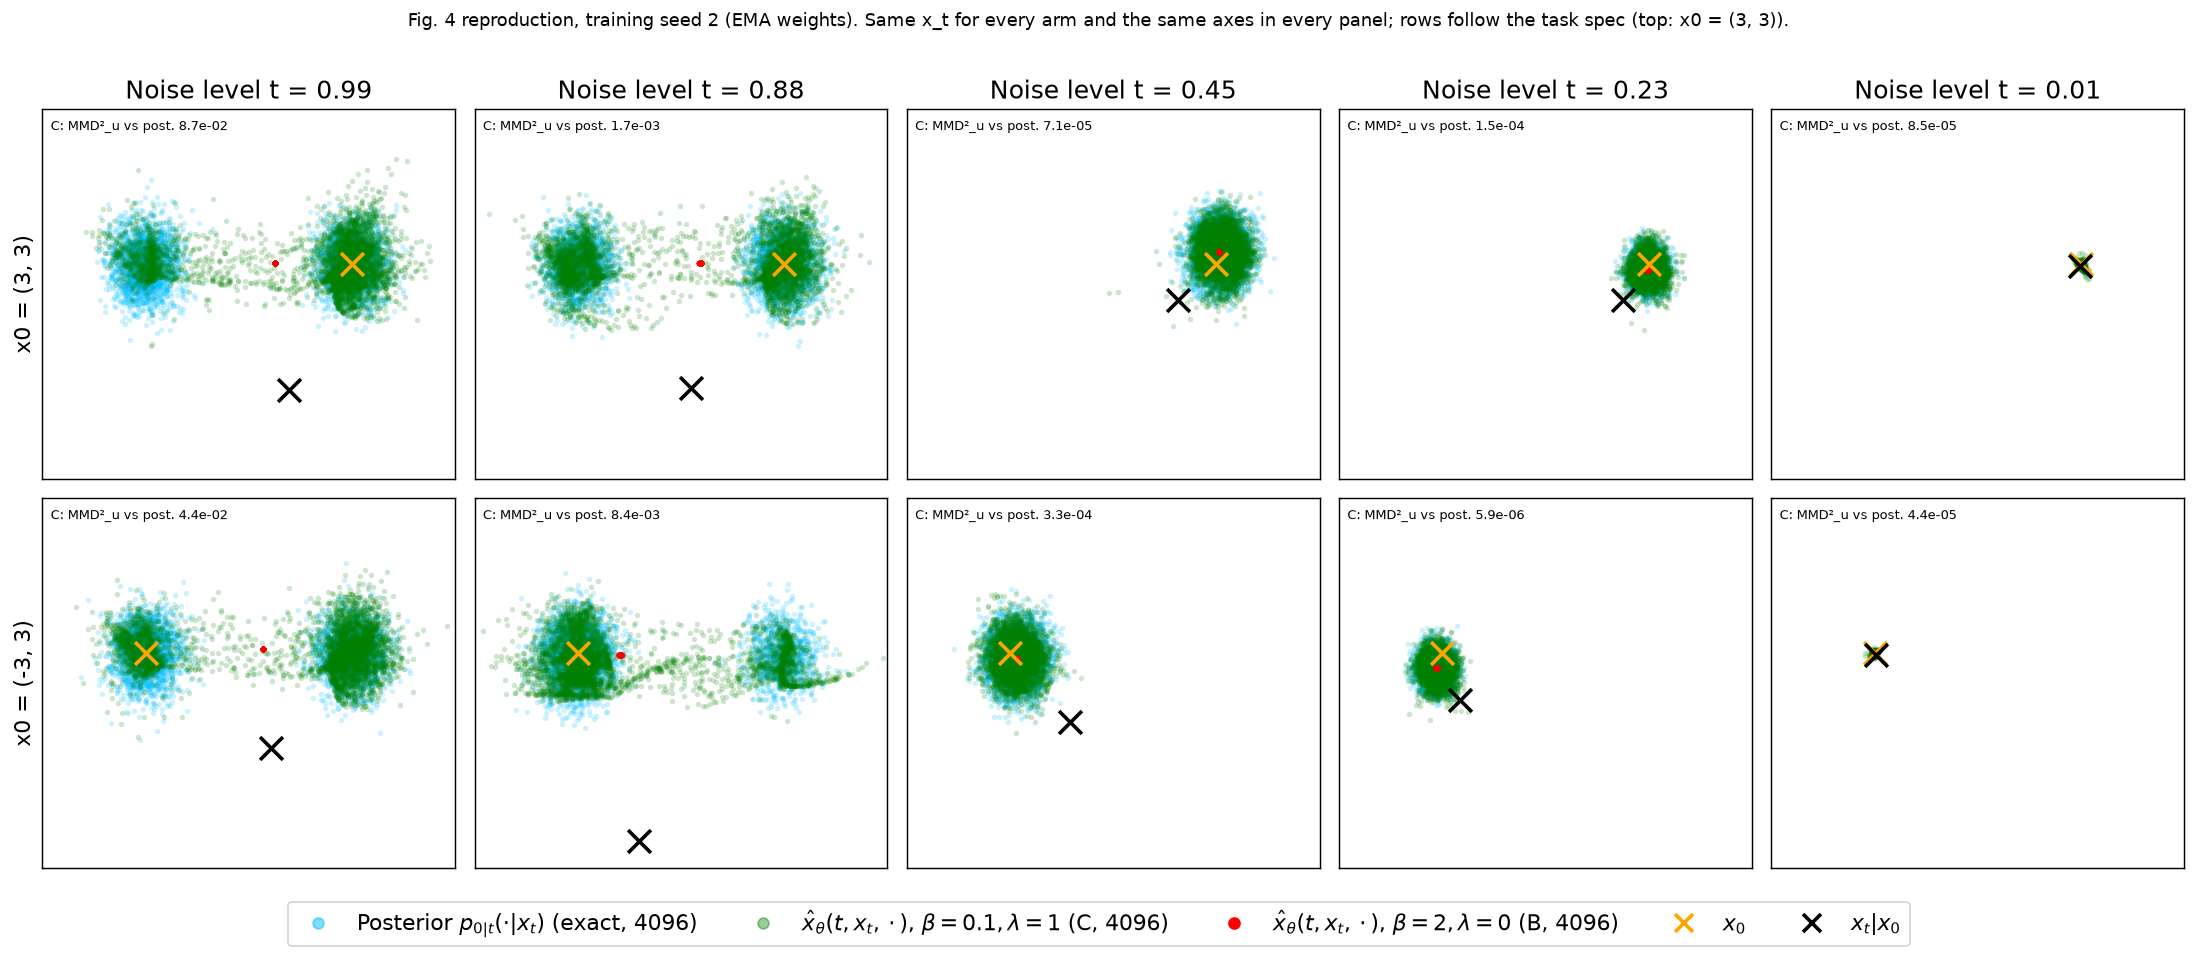 Fig. 4 reproduction, training seed 2 (EMA weights). Same x_t for every arm and the same axes in every panel; rows follow the task spec (top: x0 = (3, 3)).
Noise level t = 0.99
Noise level t = 0.88
Noise level t = 0.45
Noise level t = 0.23
Noise level t = 0.01
x0 = (3, 3)
C: MMD²_u vs post. 8.7e-02
C: MMD²_u vs post. 1.7e-03
C: MMD²_u vs post. 7.1e-05
C: MMD²_u vs post. 1.5e-04
C: MMD²_u vs post. 8.5e-05
x0 = (-3, 3)
C: MMD²_u vs post. 4.4e-02
C: MMD²_u vs post. 8.4e-03
C: MMD²_u vs post. 3.3e-04
C: MMD²_u vs post. 5.9e-06
C: MMD²_u vs post. 4.4e-05
Posterior p₀|ₜ(·|xₜ) (exact, 4096)
x̂_θ(t, xₜ, ·), β = 0.1, λ = 1 (C, 4096)
x̂_θ(t, xₜ, ·), β = 2, λ = 0 (B, 4096)
x₀
xₜ|x₀